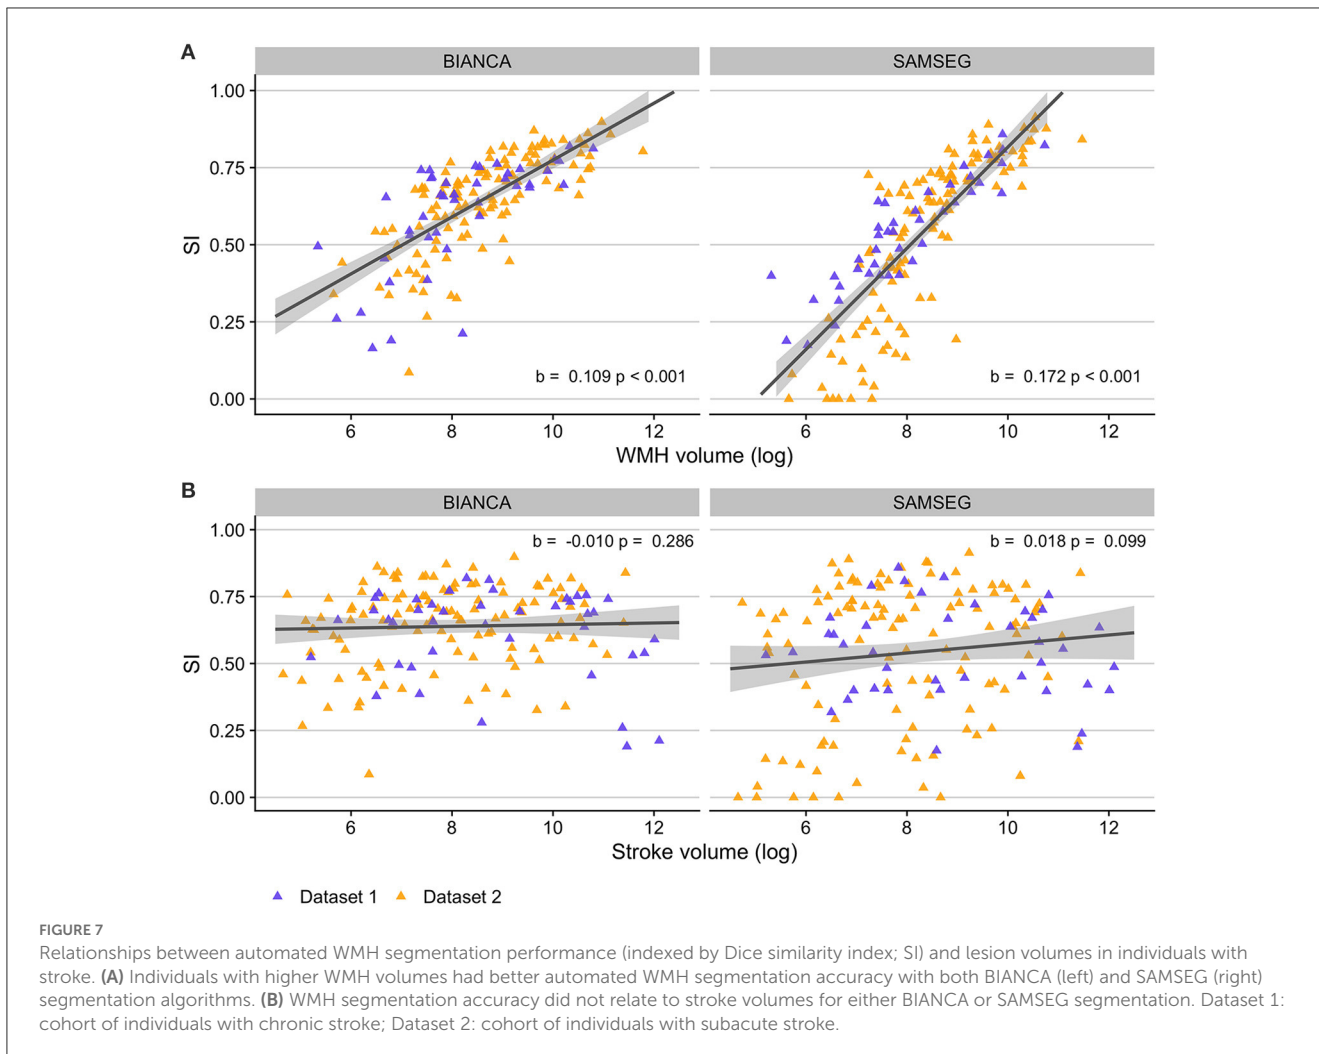 A
BIANCA
SAMSEG
1.00
0.75
0.50
0.25
0.00
SI
b = 0.109 p < 0.001
b = 0.172 p < 0.001
6 8 10 12
6 8 10 12
WMH volume (log)
B
BIANCA
SAMSEG
1.00
0.75
0.50
0.25
0.00
SI
b = -0.010 p = 0.286
b = 0.018 p = 0.099
6 8 10 12
6 8 10 12
Stroke volume (log)
Dataset 1 Dataset 2
FIGURE 7
Relationships between automated WMH segmentation performance (indexed by Dice similarity index; SI) and lesion volumes in individuals with
stroke. (A) Individuals with higher WMH volumes had better automated WMH segmentation accuracy with both BIANCA (left) and SAMSEG (right)
segmentation algorithms. (B) WMH segmentation accuracy did not relate to stroke volumes for either BIANCA or SAMSEG segmentation. Dataset 1:
cohort of individuals with chronic stroke; Dataset 2: cohort of individuals with subacute stroke.